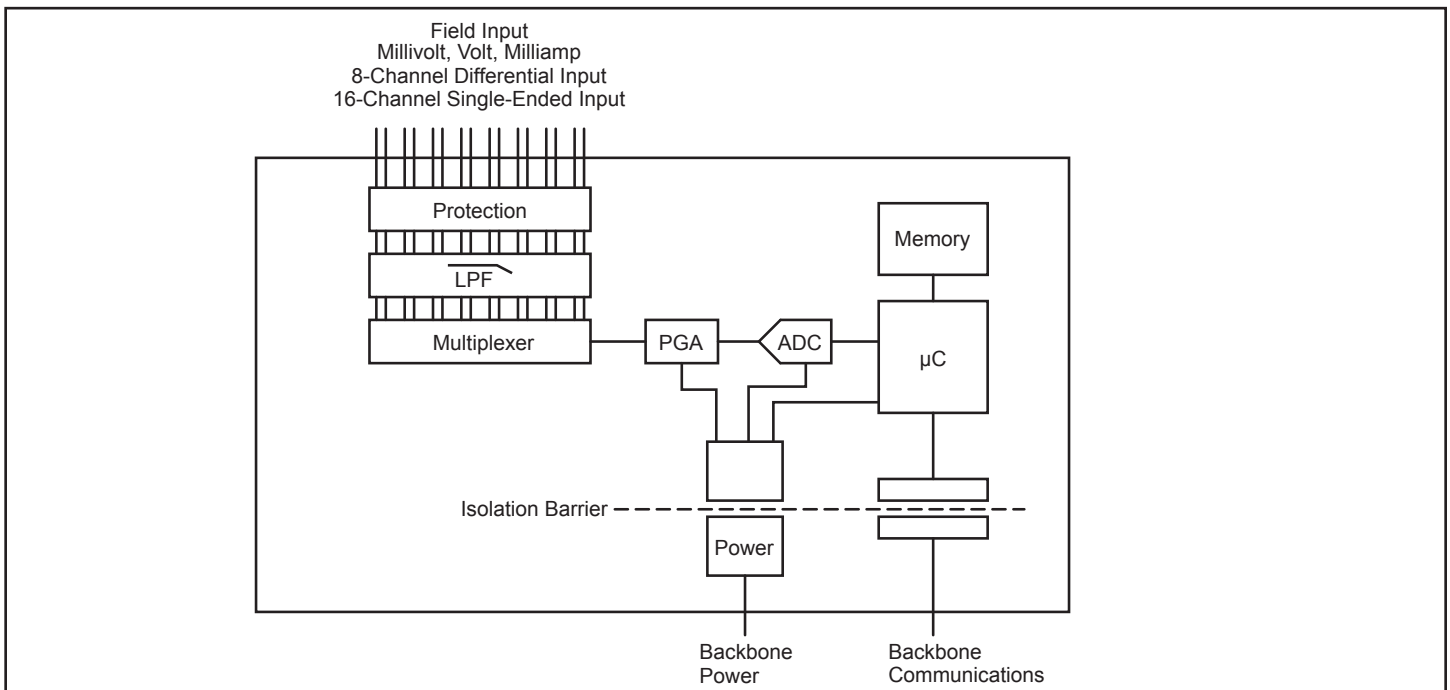 Field Input
Millivolt, Volt, Milliamp
8-Channel Differential Input
16-Channel Single-Ended Input
Protection
Memory
LPF
Multiplexer
PGA
ADC
µC
Isolation Barrier
Power
Backbone
Power
Backbone
Communications